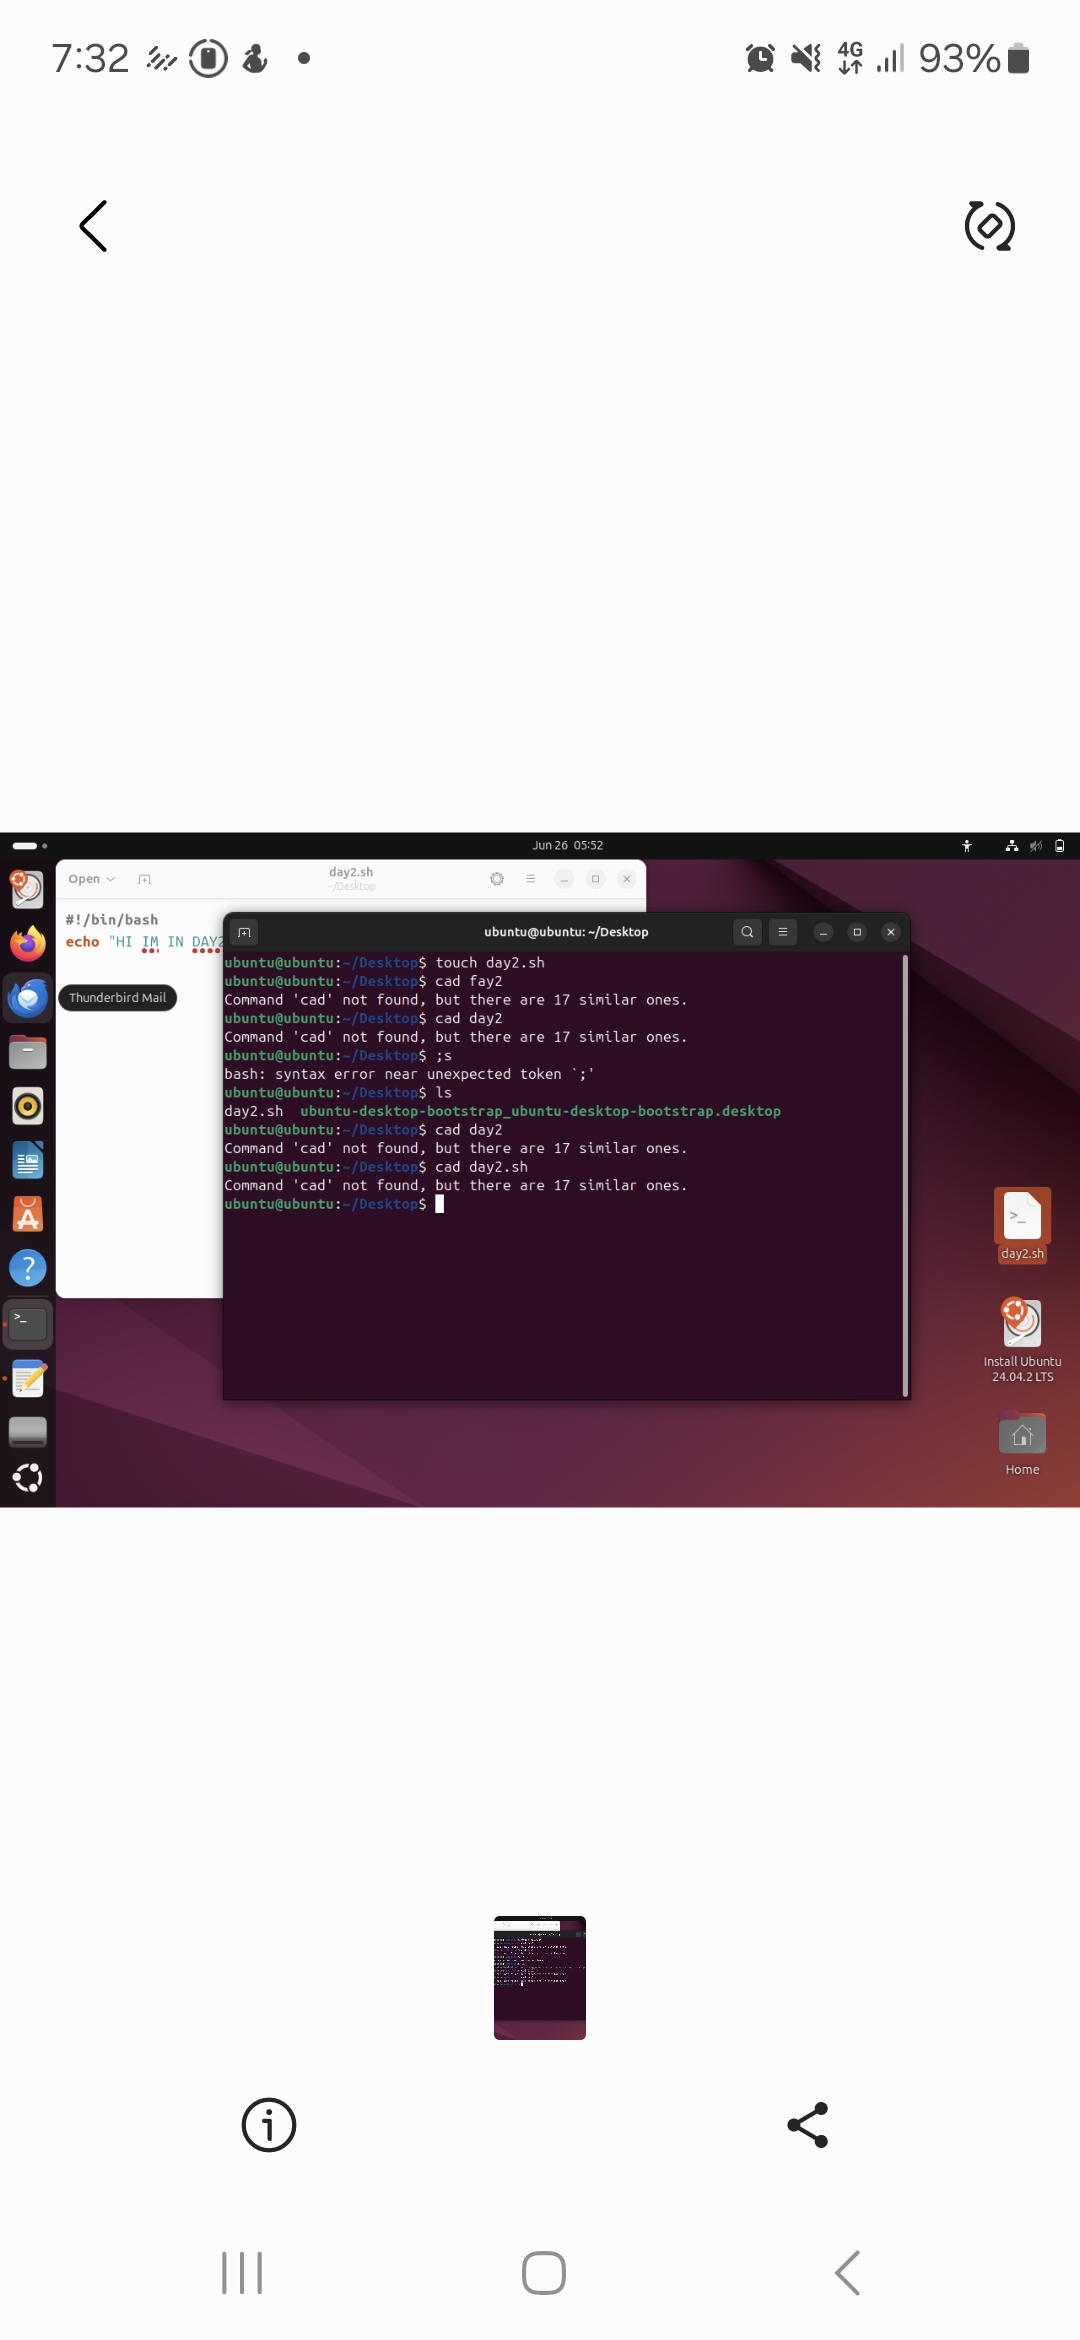 7:32
4G
93%
Jun 26 05:52
Open
day2.sh
~/Desktop
#!/bin/bash
echo "HI IM IN DAY2
Thunderbird Mail
ubuntu@ubuntu: ~/Desktop
ubuntu@ubuntu:~/Desktop$ touch day2.sh
ubuntu@ubuntu:~/Desktop$ cad fay2
Command 'cad' not found, but there are 17 similar ones.
ubuntu@ubuntu:~/Desktop$ cad day2
Command 'cad' not found, but there are 17 similar ones.
ubuntu@ubuntu:~/Desktop$ ;s
bash: syntax error near unexpected token `;'
ubuntu@ubuntu:~/Desktop$ ls
day2.sh  ubuntu-desktop-bootstrap_ubuntu-desktop-bootstrap.desktop
ubuntu@ubuntu:~/Desktop$ cad day2
Command 'cad' not found, but there are 17 similar ones.
ubuntu@ubuntu:~/Desktop$ cad day2.sh
Command 'cad' not found, but there are 17 similar ones.
ubuntu@ubuntu:~/Desktop$
day2.sh
Install Ubuntu
24.04.2 LTS
Home